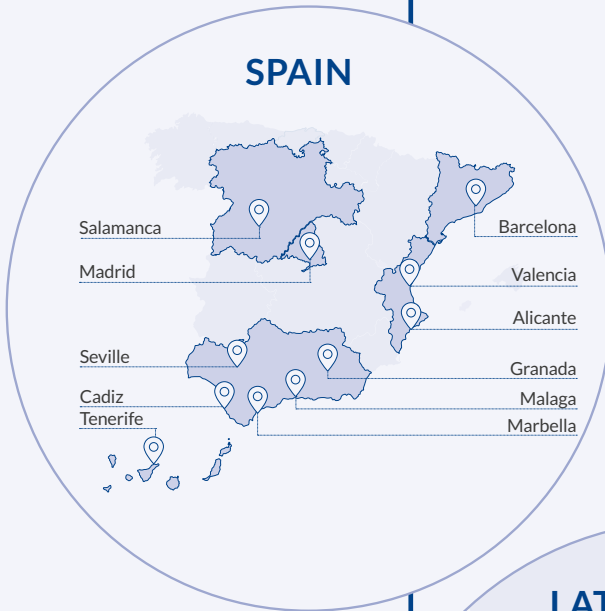 SPAIN
Salamanca
Madrid
Barcelona
Valencia
Alicante
Seville
Cadiz
Tenerife
Granada
Malaga
Marbella
LAT